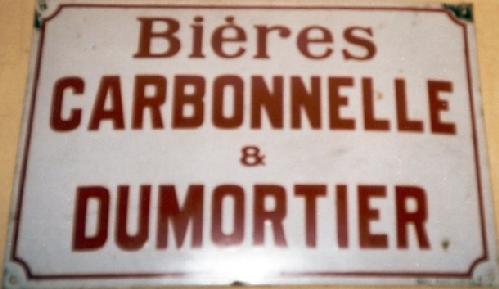 Bières
CARBONNELLE
&
DUMORTIER